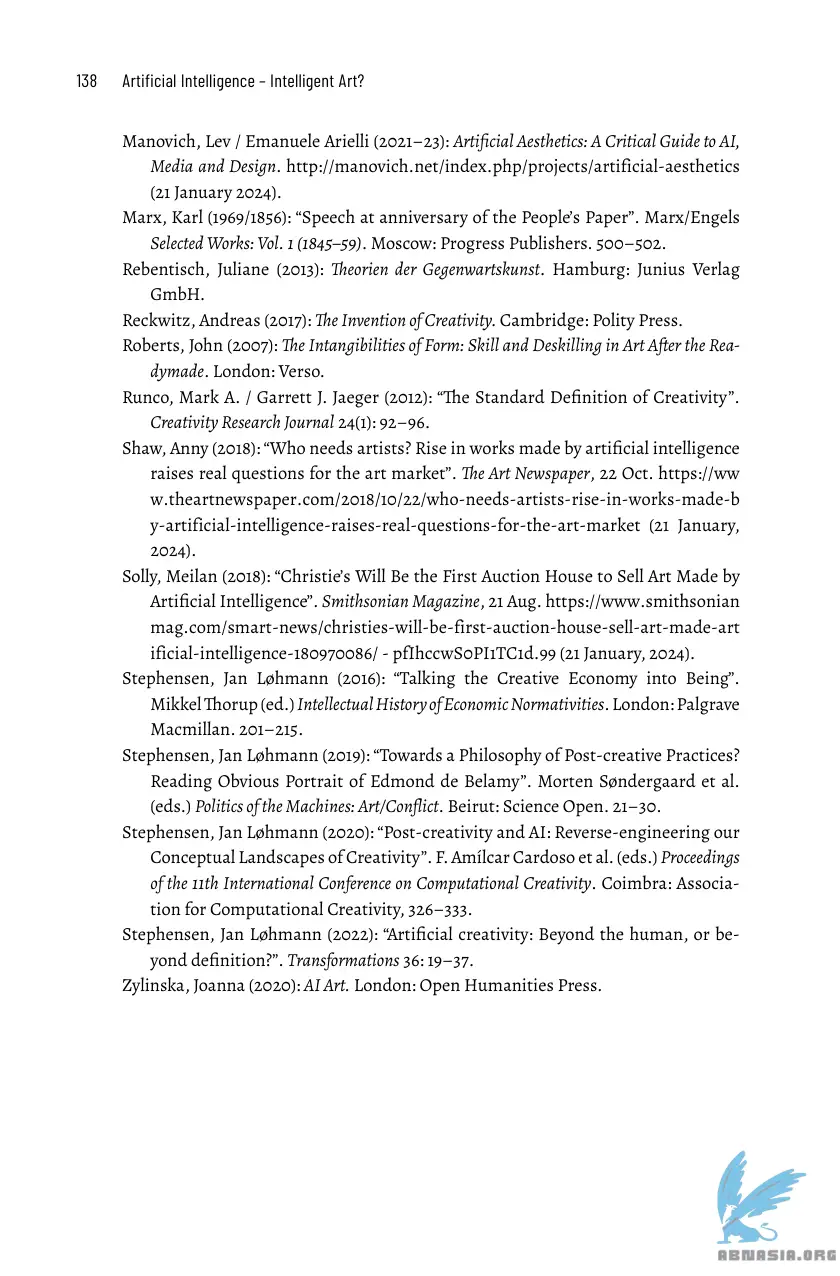 138 Artificial Intelligence – Intelligent Art?
Manovich, Lev / Emanuele Arielli (2021–23): Artificial Aesthetics: A Critical Guide to AI,
Media and Design. http://manovich.net/index.php/projects/artificial-aesthetics
(21 January 2024).
Marx, Karl (1969/1856): “Speech at anniversary of the People’s Paper”. Marx/Engels
Selected Works: Vol. 1 (1845–59). Moscow: Progress Publishers. 500–502.
Rebentisch, Juliane (2013): Theorien der Gegenwartskunst. Hamburg: Junius Verlag
GmbH.
Reckwitz, Andreas (2017): The Invention of Creativity. Cambridge: Polity Press.
Roberts, John (2007): The Intangibilities of Form: Skill and Deskilling in Art After the Rea-
dymade. London: Verso.
Runco, Mark A. / Garrett J. Jaeger (2012): “The Standard Definition of Creativity”.
Creativity Research Journal 24(1): 92–96.
Shaw, Anny (2018): “Who needs artists? Rise in works made by artificial intelligence
raises real questions for the art market”. The Art Newspaper, 22 Oct. https://ww
w.theartnewspaper.com/2018/10/22/who-needs-artists-rise-in-works-made-b
y-artificial-intelligence-raises-real-questions-for-the-art-market (21 January,
2024).
Solly, Meilan (2018): “Christie’s Will Be the First Auction House to Sell Art Made by
Artificial Intelligence”. Smithsonian Magazine, 21 Aug. https://www.smithsonian
mag.com/smart-news/christies-will-be-first-auction-house-sell-art-made-art
ificial-intelligence-180970086/ - pfIhccwS0PI1TC1d.99 (21 January, 2024).
Stephensen, Jan Løhmann (2016): “Talking the Creative Economy into Being”.
Mikkel Thorup (ed.) Intellectual History of Economic Normativities. London: Palgrave
Macmillan. 201–215.
Stephensen, Jan Løhmann (2019): “Towards a Philosophy of Post-creative Practices?
Reading Obvious Portrait of Edmond de Belamy”. Morten Søndergaard et al.
(eds.) Politics of the Machines: Art/Conflict. Beirut: Science Open. 21–30.
Stephensen, Jan Løhmann (2020): “Post-creativity and AI: Reverse-engineering our
Conceptual Landscapes of Creativity”. F. Amílcar Cardoso et al. (eds.) Proceedings
of the 11th International Conference on Computational Creativity. Coimbra: Associa-
tion for Computational Creativity, 326–333.
Stephensen, Jan Løhmann (2022): “Artificial creativity: Beyond the human, or be-
yond definition?”. Transformations 36: 19–37.
Zylinska, Joanna (2020): AI Art. London: Open Humanities Press.
ABNASIA.ORG